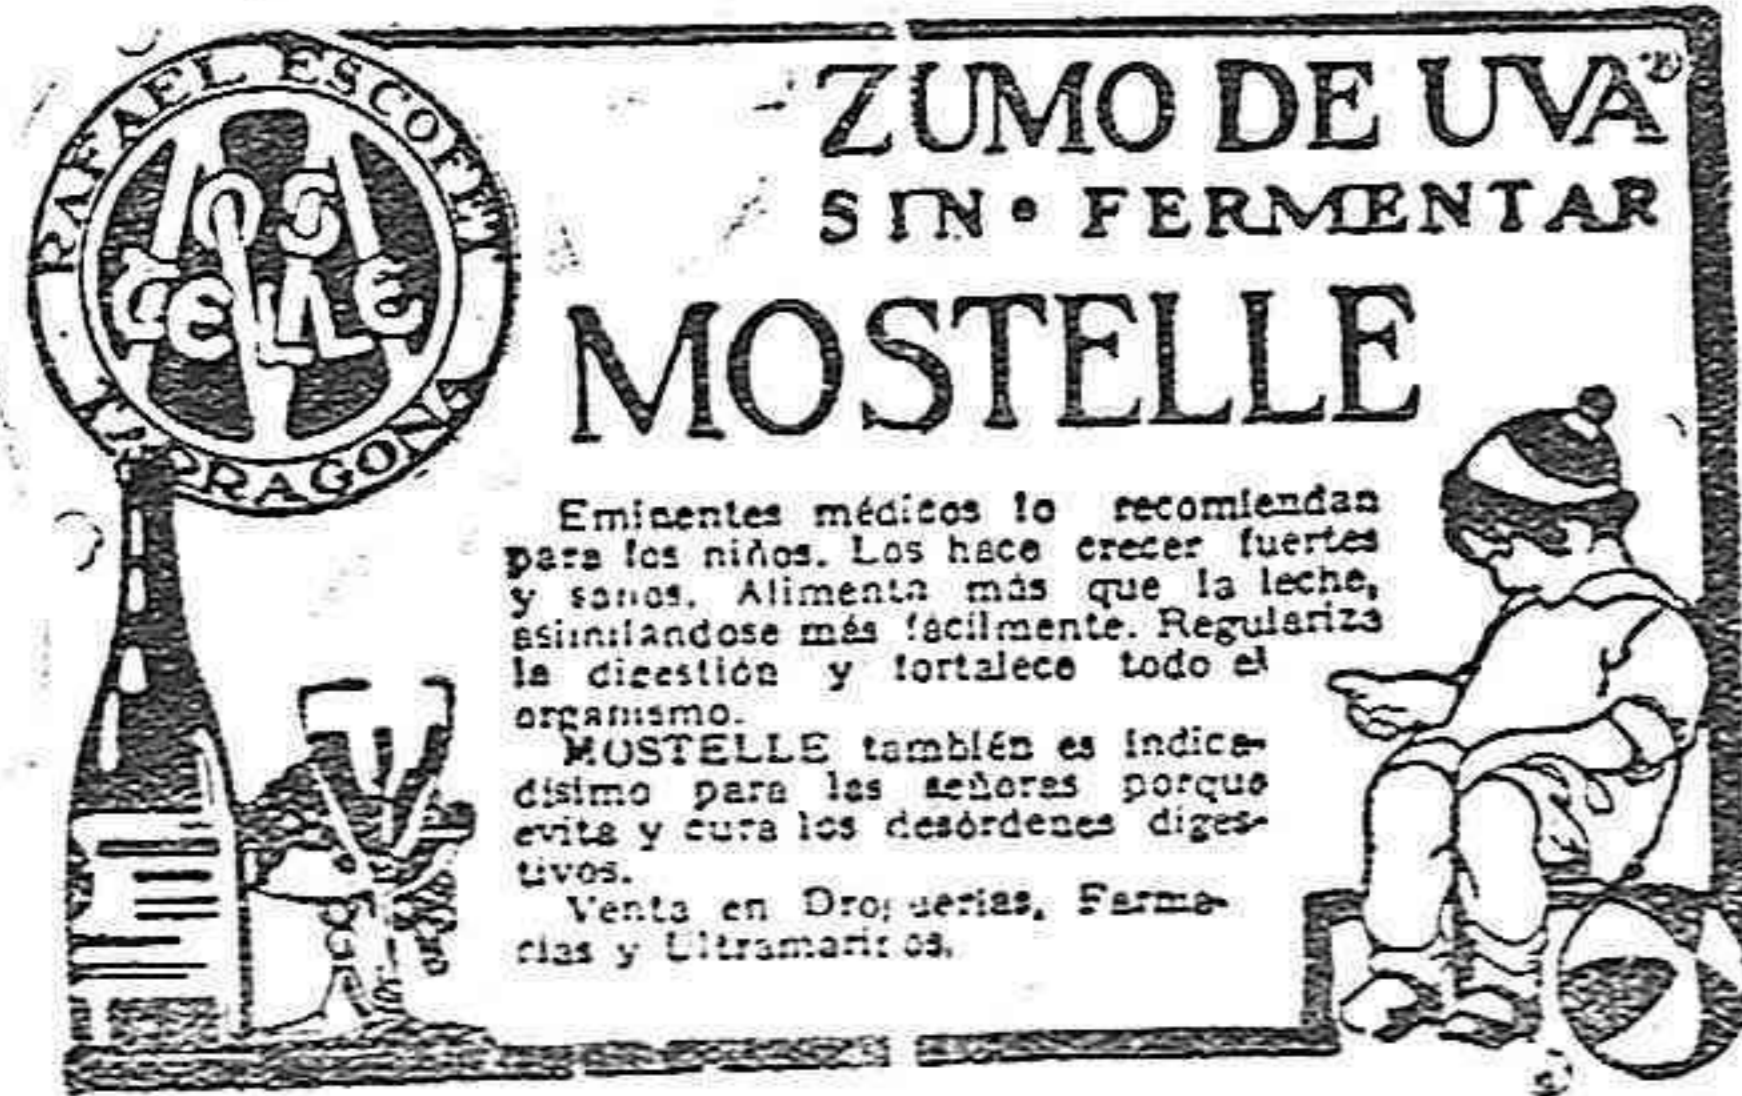 RAFAEL ESCOFET
MOSTELLE
TARRAGONA
ZUMO DE UVA
SIN • FERMENTAR
MOSTELLE
Eminentes médicos lo recomiendan
para los niños. Los hace crecer fuertes
y sanos. Alimenta más que la leche,
asimilandose más fácilmente. Regulariza
la digestión y fortalece todo el
organismo.
MOSTELLE también es indica-
dísimo para las señoras porque
evita y cura los desórdenes diges-
tivos.
Venta en Droguerias, Farma-
cias y Ultramarinos.